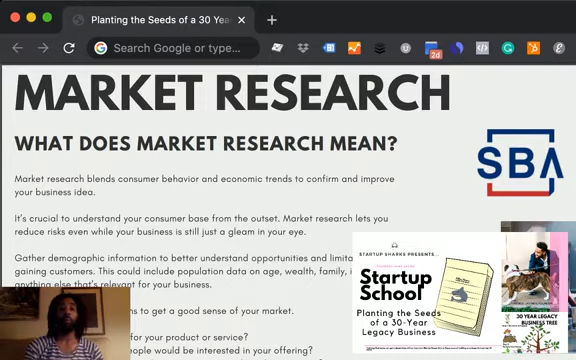 Planting the Seeds of a 30 Year
Search Google or type...
2d
MARKET RESEARCH
WHAT DOES MARKET RESEARCH MEAN?
SBA
Market research blends consumer behavior and economic trends to confirm and improve
your business idea.
It's crucial to understand your consumer base from the outset. Market research lets you
reduce risks even while your business is still just a gleam in your eye.
Gather demographic information to better understand opportunities and
gaining customers. This could include population data on age, wealth, family,
anything else that's relevant for your business.
to get a good sense of your market.
for your product or service?
people would be interested in your offering?
STARTUP SHARKS PRESENTS...
Startup
School
Planting the Seeds
of a 30-Year
Legacy Business
30 YEAR LEGACY
BUSINESS TREE